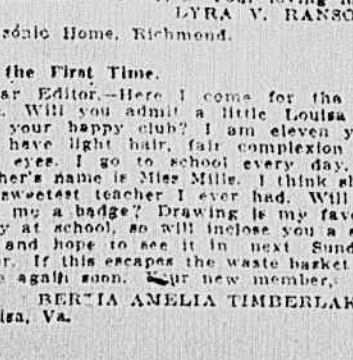 LYRA V. RANSO
sonic Home, Richmond.
the First Time.
ar Editor.—Here I come for the
. Will you admit a little Louisa
your happy club? I am eleven y
have light hair, fair complexion
eyes. I go to school every day.
her's name is Miss Mills. I think sh
sweetest teacher I ever had. Will
me a badge? Drawing is my favo
y at school, so will inclose you a s
and hope to see it in next Sund
r. If this escapes the waste basket
e again soon. Your new member,
AMELIA TIMBERLAK
isa, Va.